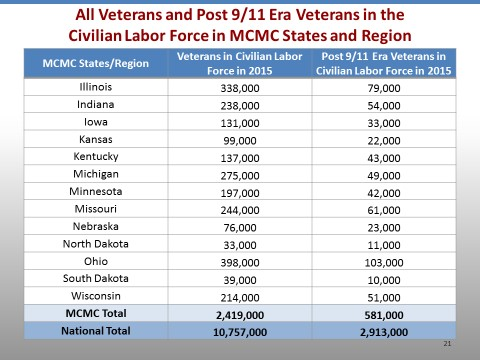 All Veterans and Post 9/11 Era Veterans in the
Civilian Labor Force in MCMC States and Region
MCMC States/Region Veterans in Civilian Labor Force in 2015 Post 9/11 Era Veterans in Civilian Labor Force in 2015
Illinois 338,000 79,000
Indiana 238,000 54,000
Iowa 131,000 33,000
Kansas 99,000 22,000
Kentucky 137,000 43,000
Michigan 275,000 49,000
Minnesota 197,000 42,000
Missouri 244,000 61,000
Nebraska 76,000 23,000
North Dakota 33,000 11,000
Ohio 398,000 103,000
South Dakota 39,000 10,000
Wisconsin 214,000 51,000
MCMC Total 2,419,000 581,000
National Total 10,757,000 2,913,000
21